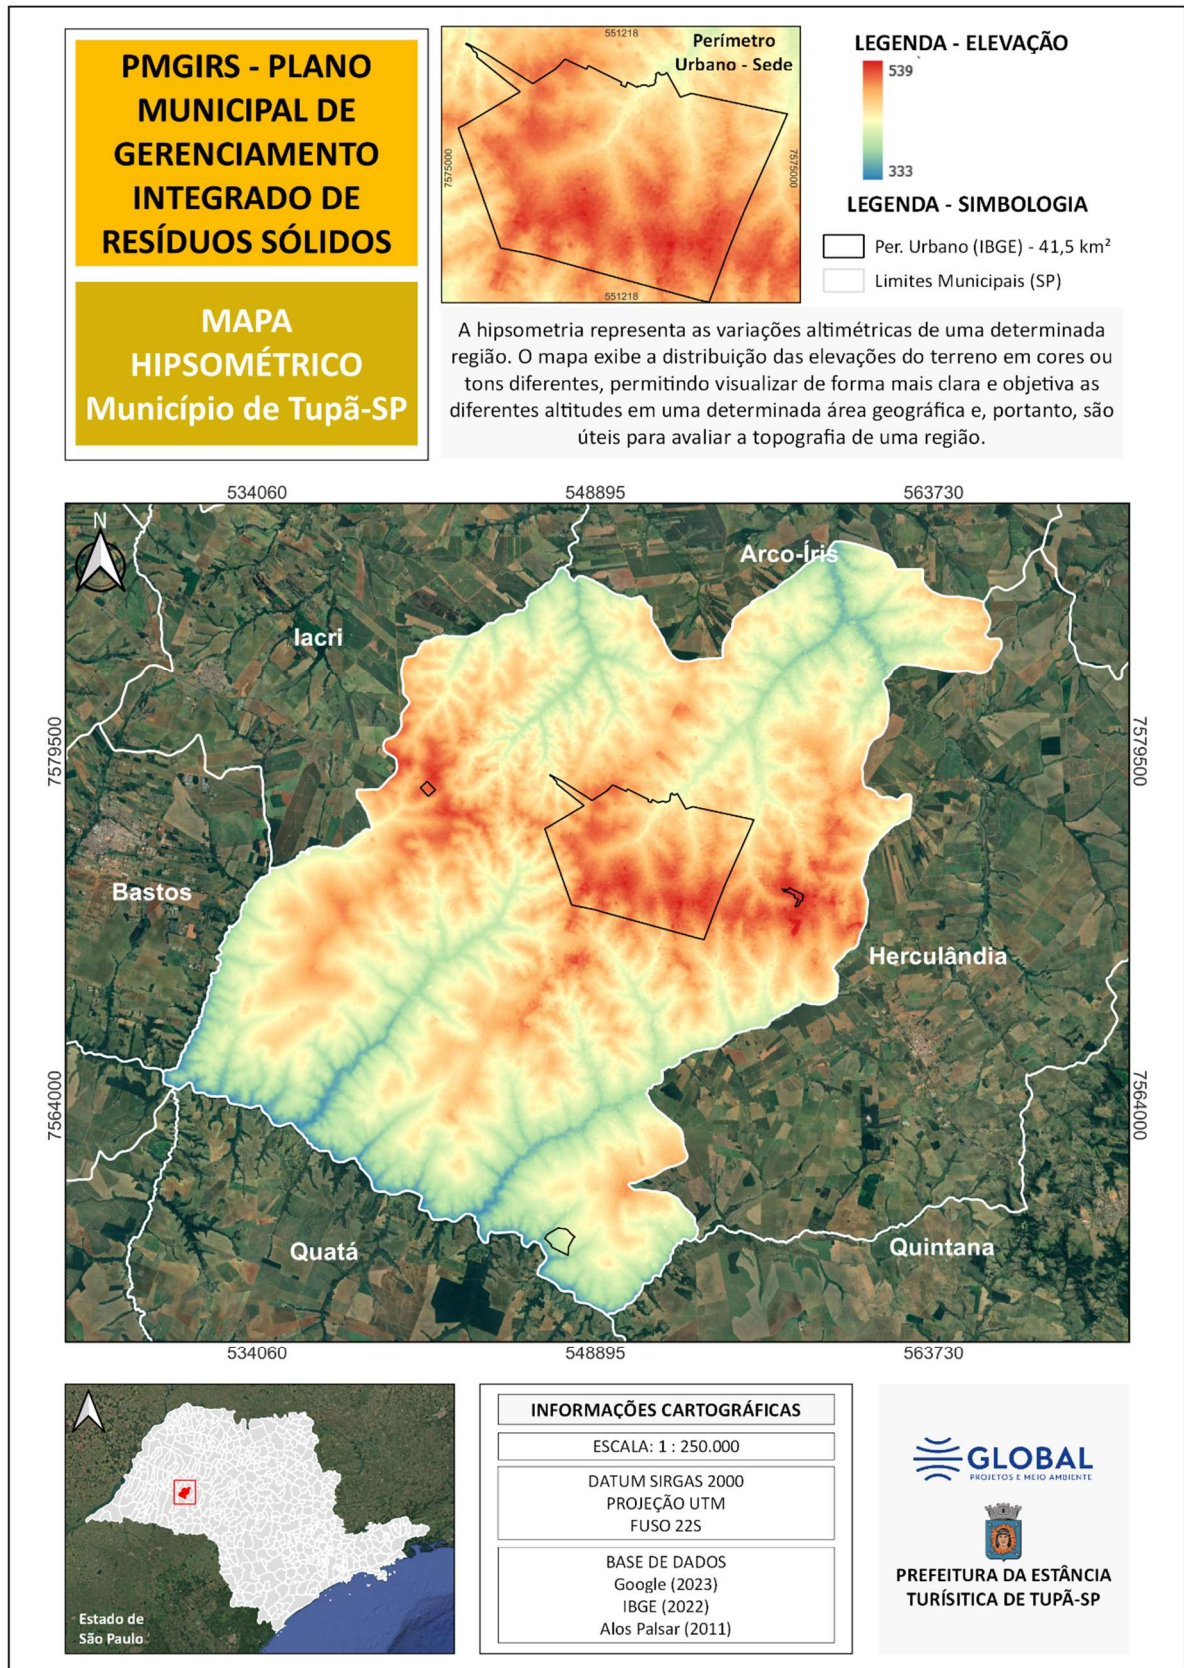 PMGIRS - PLANO
MUNICIPAL DE
GERENCIAMENTO
INTEGRADO DE
RESÍDUOS SÓLIDOS
MAPA
HIPSOMÉTRICO
Município de Tupã-SP
551218
Perímetro
Urbano - Sede
7575000
7575000
551218
LEGENDA - ELEVAÇÃO
539
333
LEGENDA - SIMBOLOGIA
Per. Urbano (IBGE) - 41,5 km²
Limites Municipais (SP)
A hipsometria representa as variações altimétricas de uma determinada
região. O mapa exibe a distribuição das elevações do terreno em cores ou
tons diferentes, permitindo visualizar de forma mais clara e objetiva as
diferentes altitudes em uma determinada área geográfica e, portanto, são
úteis para avaliar a topografia de uma região.
534060
548895
563730
N
Arco-Íris
Iacri
7579500
7579500
Bastos
Herculândia
7564000
7564000
Quatá
Quintana
534060
548895
563730
Estado de
São Paulo
INFORMAÇÕES CARTOGRÁFICAS
ESCALA: 1 : 250.000
DATUM SIRGAS 2000
PROJEÇÃO UTM
FUSO 22S
BASE DE DADOS
Google (2023)
IBGE (2022)
Alos Palsar (2011)
GLOBAL
PROJETOS E MEIO AMBIENTE
PREFEITURA DA ESTÂNCIA
TURÍSITICA DE TUPÃ-SP